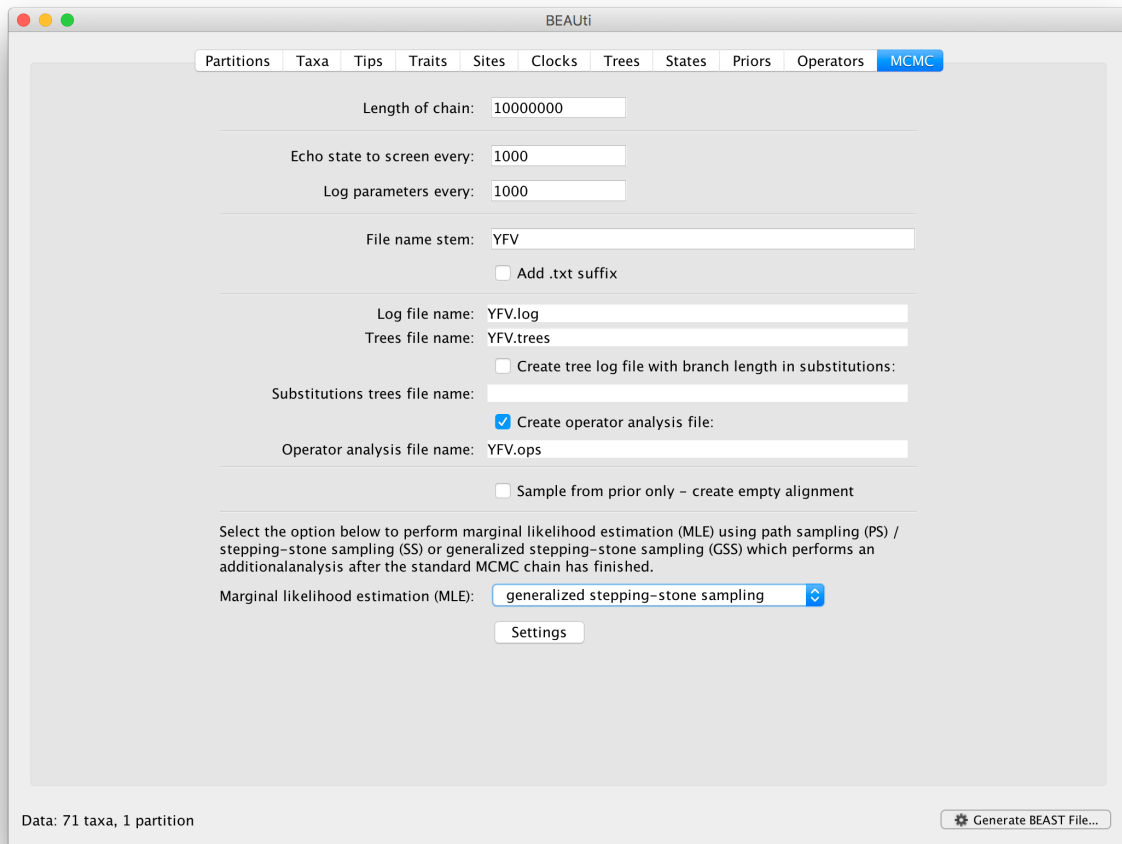 BEAUti
Partitions Taxa Tips Traits Sites Clocks Trees States Priors Operators MCMC
Length of chain: 10000000
Echo state to screen every: 1000
Log parameters every: 1000
File name stem: YFV
Add .txt suffix
Log file name: YFV.log
Trees file name: YFV.trees
Create tree log file with branch length in substitutions:
Substitutions trees file name:
Create operator analysis file:
Operator analysis file name: YFV.ops
Sample from prior only – create empty alignment
Select the option below to perform marginal likelihood estimation (MLE) using path sampling (PS) /
stepping-stone sampling (SS) or generalized stepping-stone sampling (GSS) which performs an
additionalanalysis after the standard MCMC chain has finished.
Marginal likelihood estimation (MLE): generalized stepping-stone sampling
Settings
Data: 71 taxa, 1 partition
Generate BEAST File...